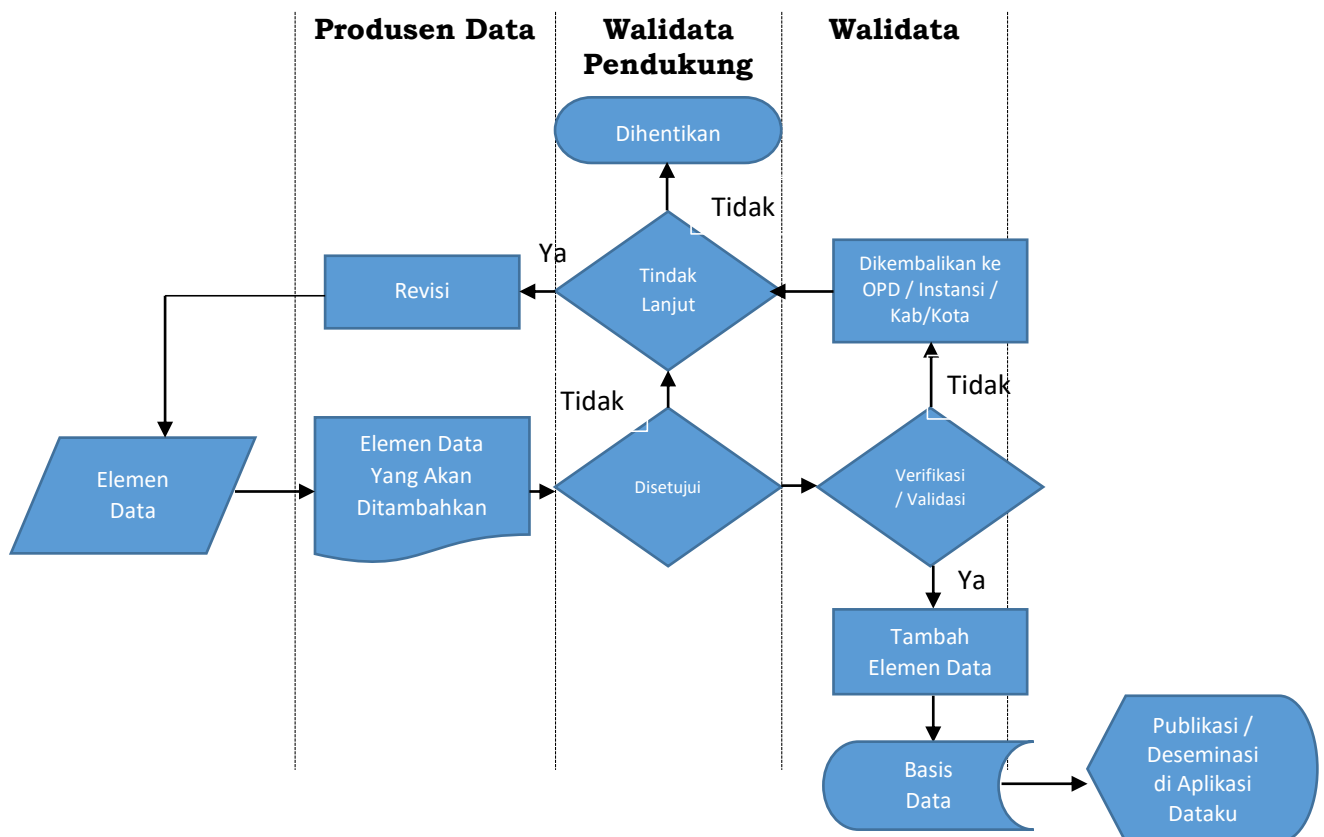 Produsen Data
Walidata
Pendukung
Walidata
Dihentikan
Tidak
Ya
Revisi
Tindak
Lanjut
Dikembalikan ke
OPD / Instansi /
Kab/Kota
Tidak
Tidak
Elemen
Data
Elemen Data
Yang Akan
Ditambahkan
Disetujui
Verifikasi
/ Validasi
Ya
Tambah
Elemen Data
Basis
Data
Publikasi /
Deseminasi
di Aplikasi
Dataku